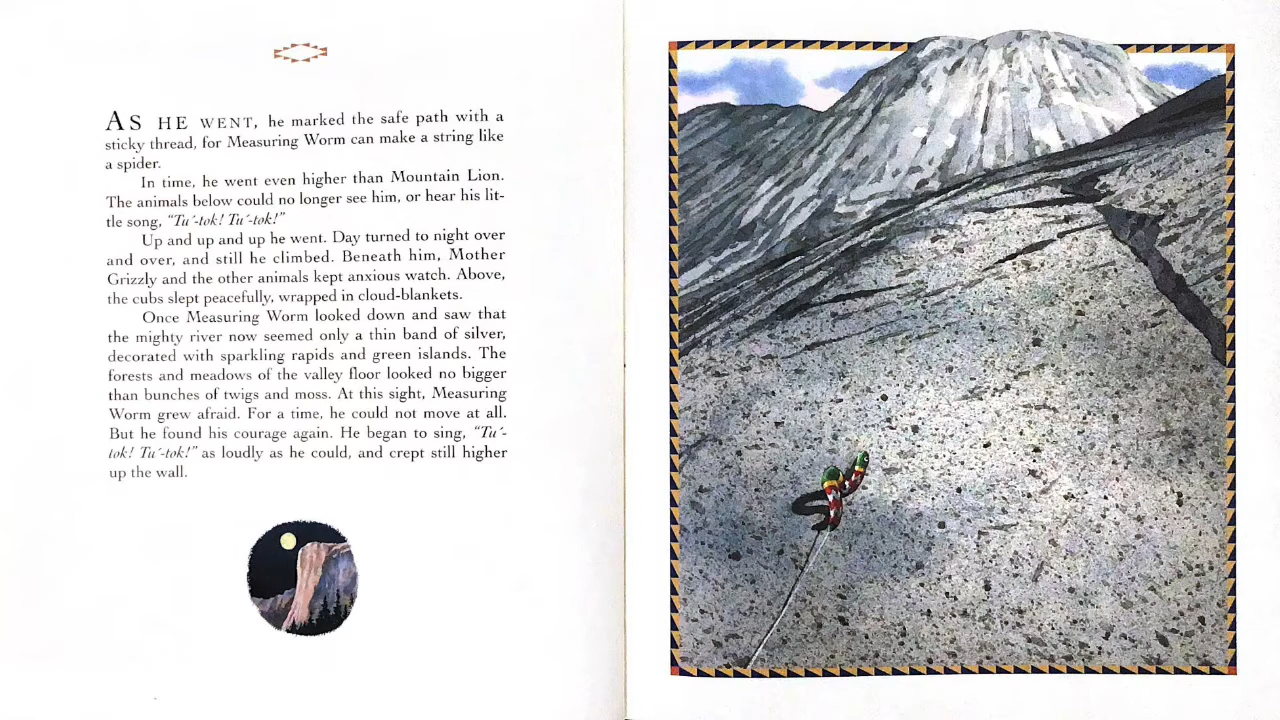 AS HE WENT, he marked the safe path with a
sticky thread, for Measuring Worm can make a string like
a spider.
In time, he went even higher than Mountain Lion.
The animals below could no longer see him, or hear his lit-
tle song, “Tu´-tok! Tu´-tok!”
Up and up and up he went. Day turned to night over
and over, and still he climbed. Beneath him, Mother
Grizzly and the other animals kept anxious watch. Above,
the cubs slept peacefully, wrapped in cloud-blankets.
Once Measuring Worm looked down and saw that
the mighty river now seemed only a thin band of silver,
decorated with sparkling rapids and green islands. The
forests and meadows of the valley floor looked no bigger
than bunches of twigs and moss. At this sight, Measuring
Worm grew afraid. For a time, he could not move at all.
But he found his courage again. He began to sing, “Tu´-
tok! Tu´-tok!” as loudly as he could, and crept still higher
up the wall.